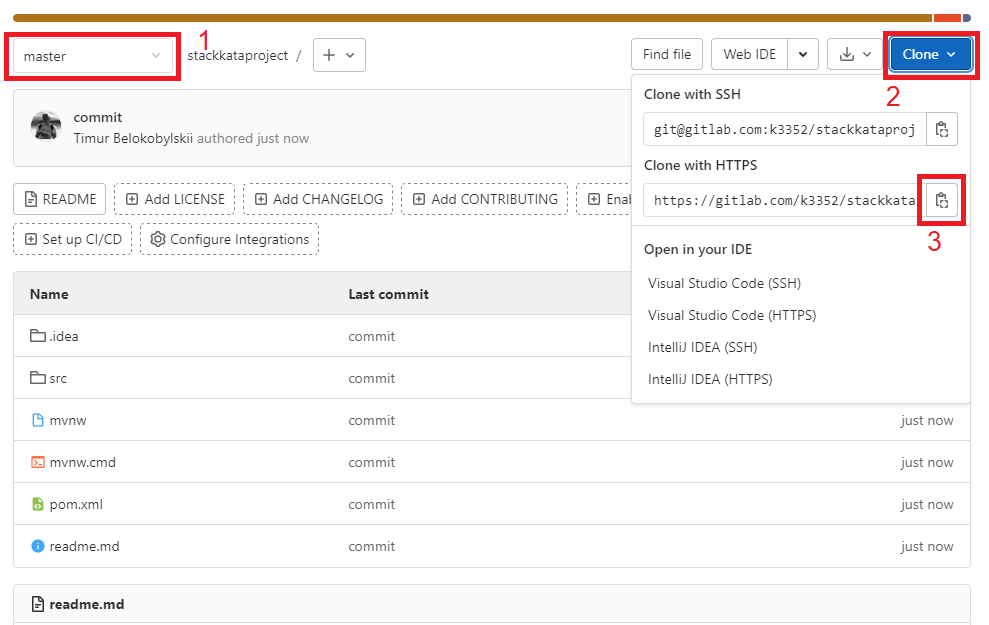 master
1
stackkataproject /
Find file
Web IDE
Clone
2
commit
Timur Belokobylskii authored just now
Clone with SSH
git@gitlab.com:k3352/stackkataproj
Clone with HTTPS
https://gitlab.com/k3352/stackkata
3
README
Add LICENSE
Add CHANGELOG
Add CONTRIBUTING
Enab
Set up CI/CD
Configure Integrations
Open in your IDE
Visual Studio Code (SSH)
Visual Studio Code (HTTPS)
IntelliJ IDEA (SSH)
IntelliJ IDEA (HTTPS)
Name Last commit
.idea commit
src commit
mvnw commit just now
mvnw.cmd commit just now
pom.xml commit just now
readme.md commit just now
readme.md